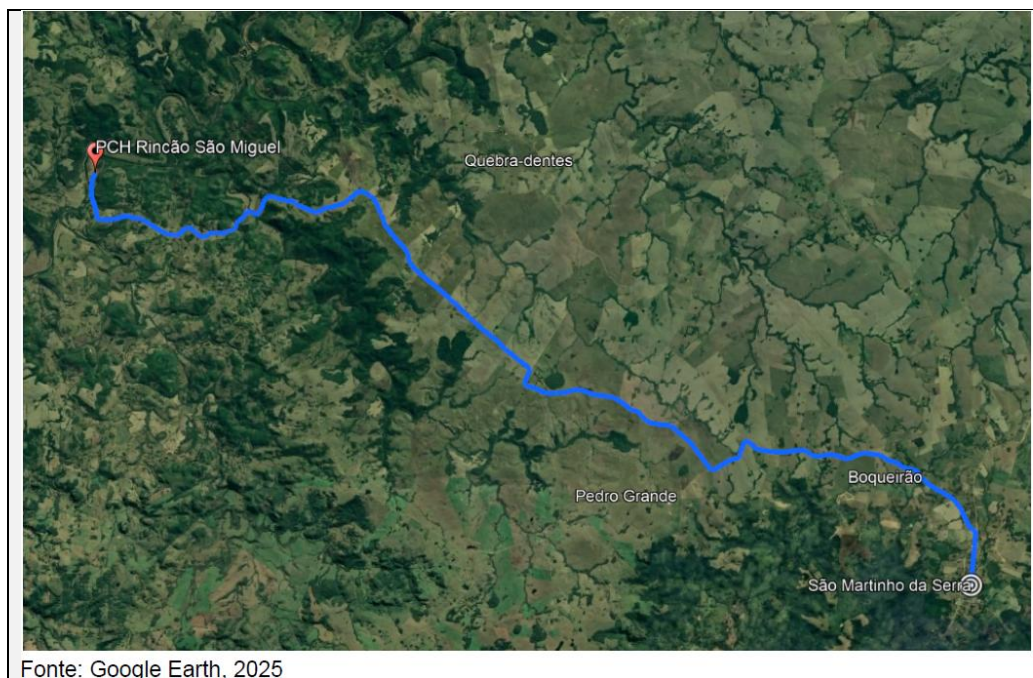 PCH Rincão São Miguel
Quebra-dentes
Pedro Grande
Boqueirão
São Martinho da Serra
Fonte: Google Earth, 2025